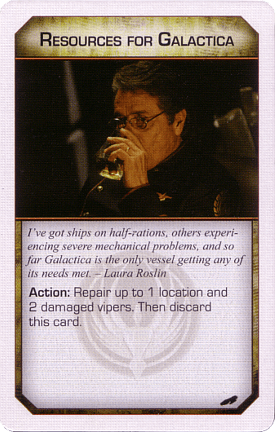 RESOURCES FOR GALACTICA
I've got ships on half-rations, others experi-
encing severe mechanical problems, and so
far Galactica is the only vessel getting any of
its needs met. – Laura Roslin
Action: Repair up to 1 location and
2 damaged vipers. Then discard
this card.